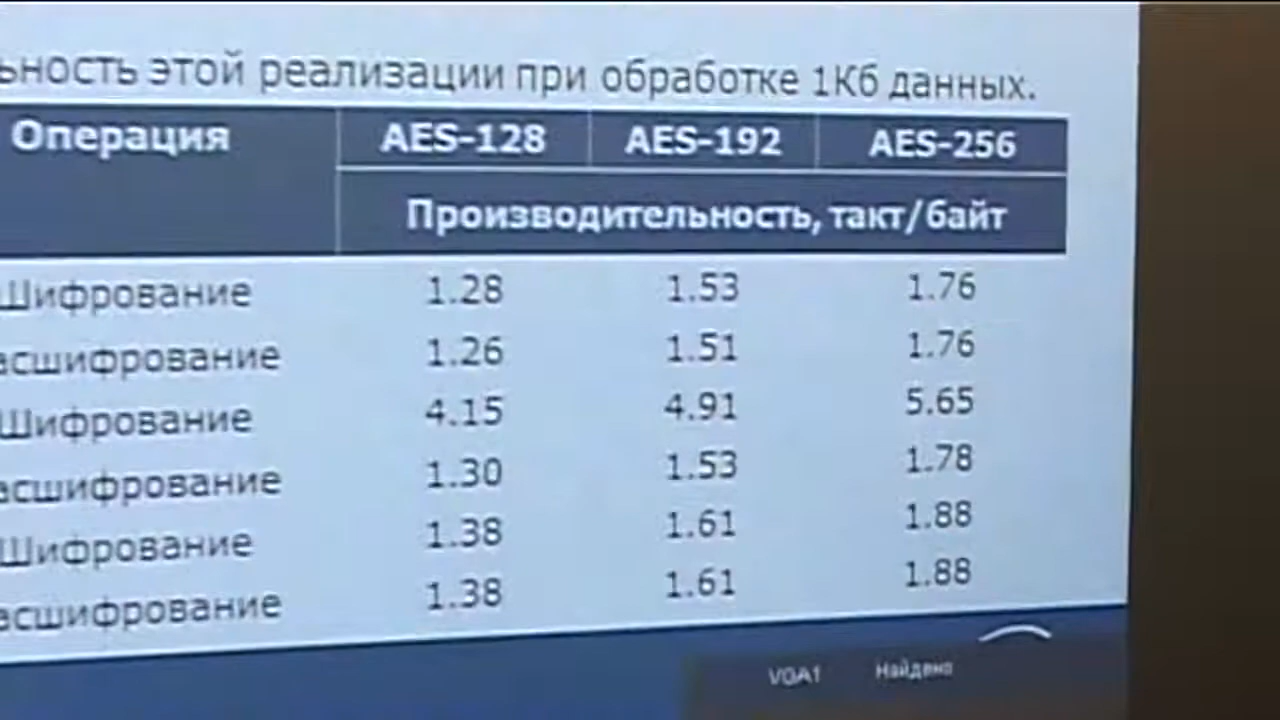 ьность этой реализации при обработке 1Кб данных.
Операция AES-128 AES-192 AES-256
Производительность, такт/байт
Шифрование 1.28 1.53 1.76
асшифрование 1.26 1.51 1.76
Шифрование 4.15 4.91 5.65
асшифрование 1.30 1.53 1.78
Шифрование 1.38 1.61 1.88
асшифрование 1.38 1.61 1.88
VGA1 Найдено